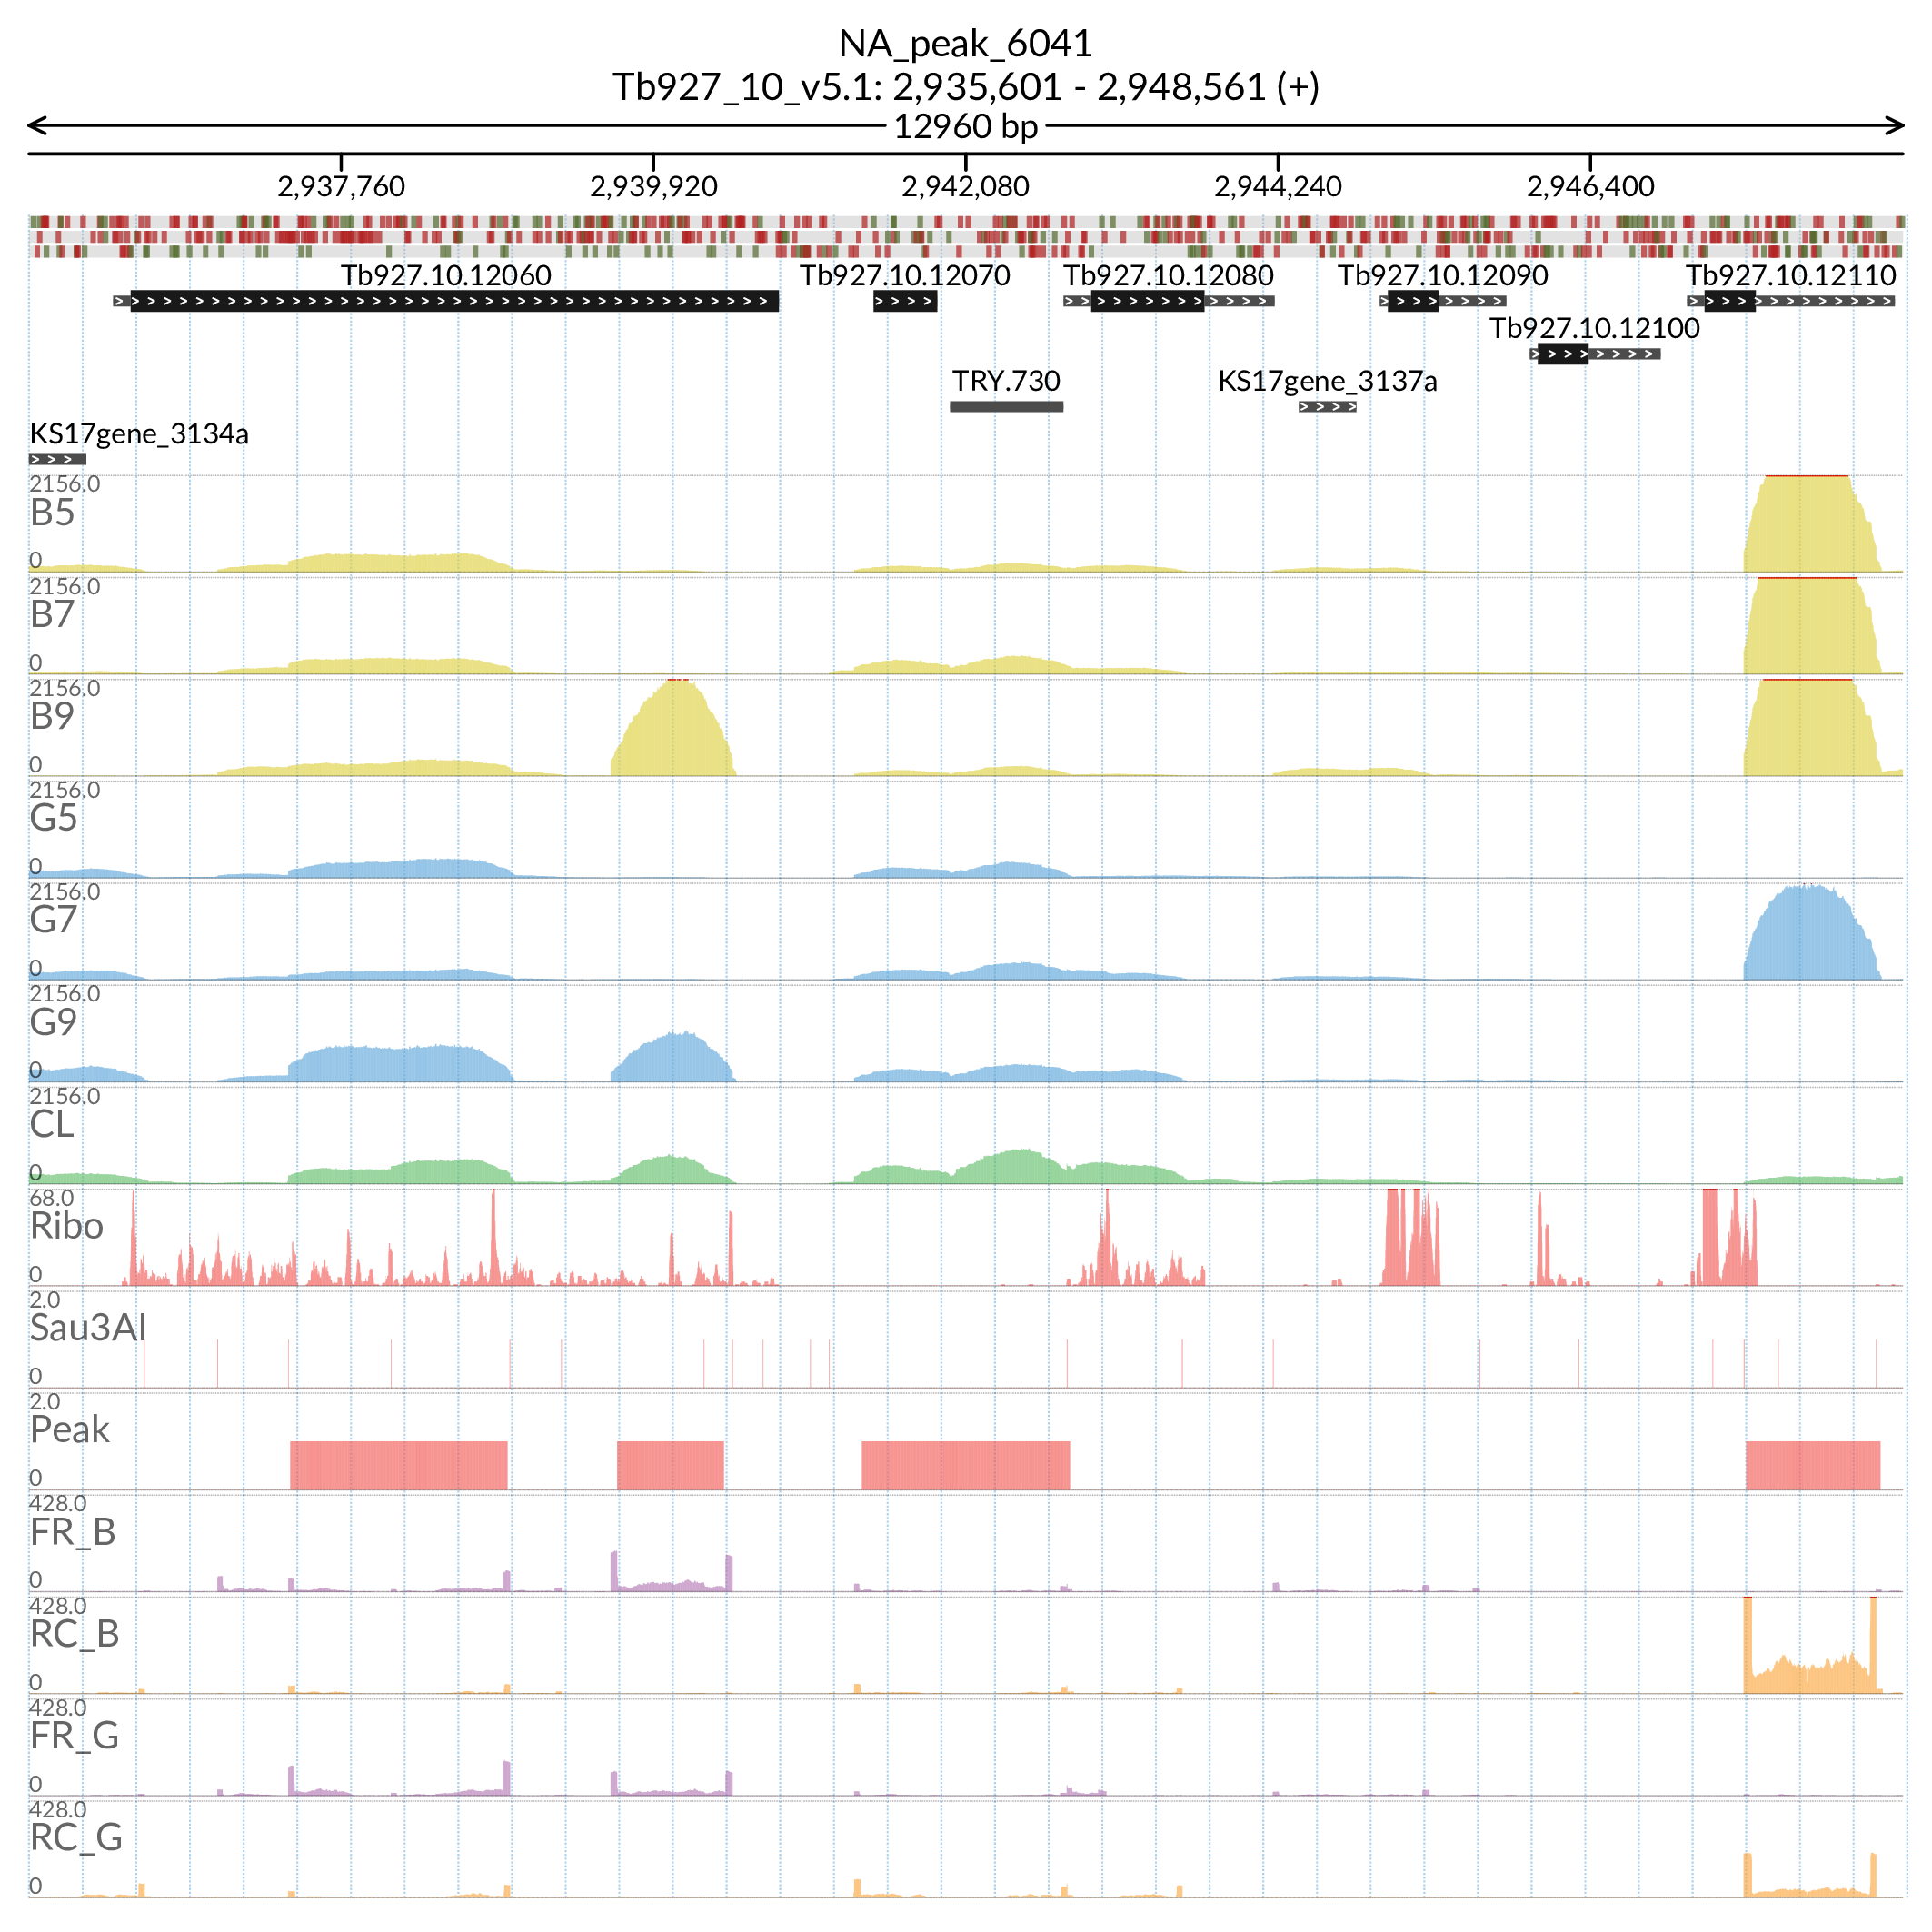 NA_peak_6041
Tb927_10_v5.1: 2,935,601 - 2,948,561 (+)
12960 bp
2,937,760 2,939,920 2,942,080 2,944,240 2,946,400
Tb927.10.12060 Tb927.10.12070 Tb927.10.12080 Tb927.10.12090 Tb927.10.12110
Tb927.10.12100
TRY.730 KS17gene_3137a
KS17gene_3134a
2156.0
B5
0
2156.0
B7
0
2156.0
B9
0
2156.0
G5
0
2156.0
G7
0
2156.0
G9
0
2156.0
CL
0
68.0
Ribo
0
2.0
Sau3AI
0
2.0
Peak
0
428.0
FR_B
0
428.0
RC_B
0
428.0
FR_G
0
428.0
RC_G
0